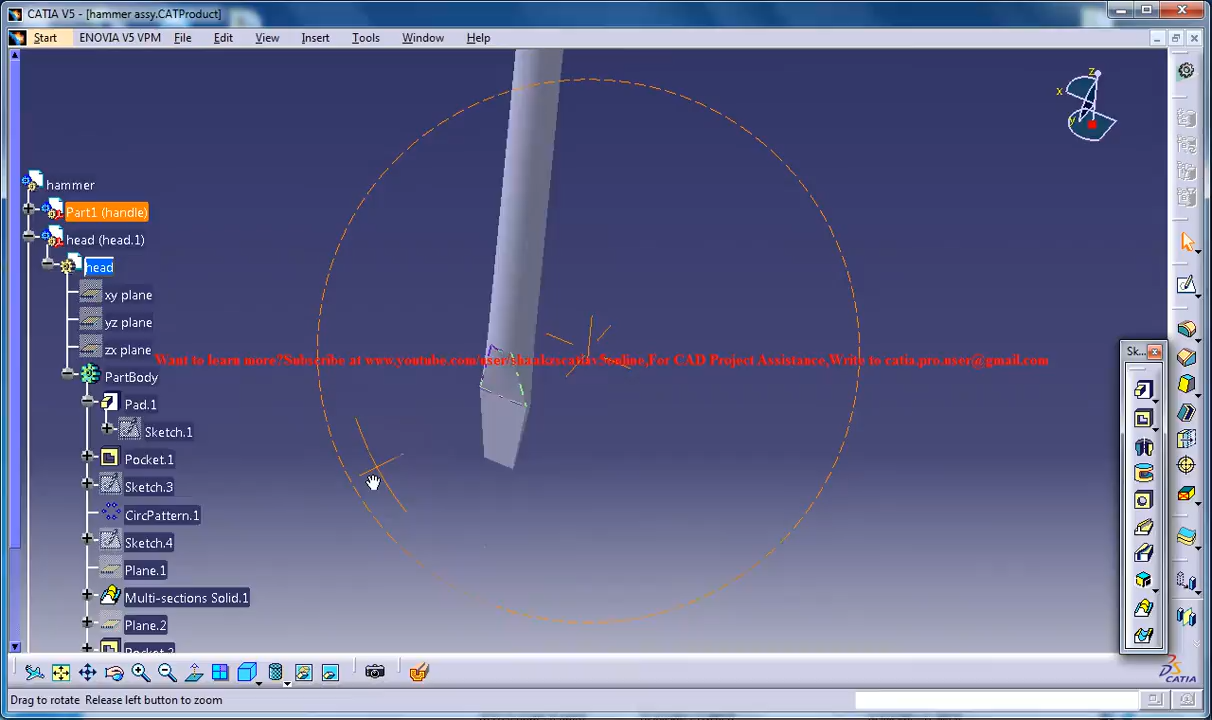 CATIA V5 - [hammer assy.CATProduct]
Start ENOVIA V5 VPM File Edit View Insert Tools Window Help
z
x
y
hammer
Part1 (handle)
head (head.1)
head
xy plane
yz plane
zx plane
Want to learn more?Subscribe at www.youtube.com/user/shuakzcativ5online,For CAD Project Assistance,Write to catia.pro.user@gmail.com
Sk...
PartBody
Pad.1
Sketch.1
Pocket.1
Sketch.3
CircPattern.1
Sketch.4
Plane.1
Multi-sections Solid.1
Plane.2
Pocket.2
CATIA
Drag to rotate Release left button to zoom